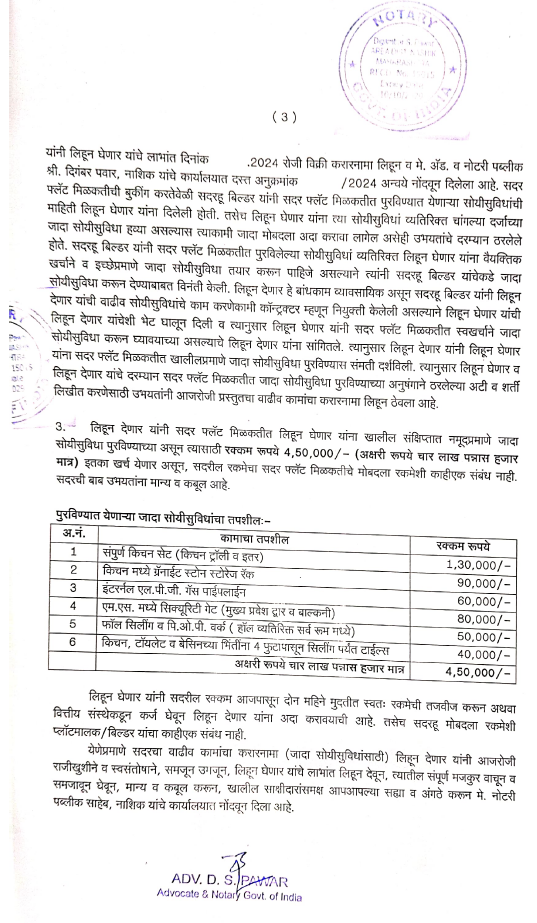 NOTARY
GOVT. OF INDIA
( 3 )
यांनी लिहून घेणार यांचे लाभांत दिनांक .2024 रोजी विक्री करारनामा लिहून व मे. अ‍ॅड. व नोटरी पब्लीक
श्री. दिगंबर पवार, नाशिक यांचे कार्यालयात दस्त अनुक्रमांक /2024 अन्वये नोंदवून दिलेला आहे. सदर
फ्लॅट मिळकतीची बुकींग करतेवेळी सदरहू बिल्डर यांनी सदर फ्लॅट मिळकतीत पुरविण्यात येणाऱ्या सोयीसुविधांची
माहिती लिहून घेणार यांना दिलेली होती. तसेच लिहून घेणार यांना त्या सोयीसुविधां व्यतिरिक्त चांगल्या दर्जाच्या
जादा सोयीसुविधा हव्या असल्यास त्याकामी जादा मोबदला अदा करावा लागेल असेही उभयतांचे दरम्यान ठरलेले
होते. सदरहू बिल्डर यांनी सदर फ्लॅट मिळकतीत पुरविलेल्या सोयीसुविधां व्यतिरिक्त लिहून घेणार यांना वैयक्तिक
खर्चाने व इच्छेप्रमाणे जादा सोयीसुविधा तयार करून पाहिजे असल्याने त्यांनी सदरहू बिल्डर यांचेकडे जादा
सोयीसुविधा करून देण्याबाबत विनंती केली. लिहून देणार हे बांधकाम व्यावसायिक असून सदरहू बिल्डर यांनी लिहून
देणार यांची वाढीव सोयीसुविधांचे काम करणेकामी कॉन्ट्रक्टर म्हणून नियुक्ती केलेली असल्याने लिहून घेणार यांची
लिहून देणार यांचेशी भेट घालून दिली व त्यानुसार लिहून घेणार यांनी सदर फ्लॅट मिळकतीत स्वखर्चाने जादा
सोयीसुविधा करून घ्यावयाच्या असल्याचे लिहून देणार यांना सांगितले. त्यानुसार लिहून देणार यांनी लिहून घेणार
यांना सदर फ्लॅट मिळकतीत खालीलप्रमाणे जादा सोयीसुविधा पुरविण्यास संमती दर्शविली. त्यानुसार लिहून घेणार व
लिहून देणार यांचे दरम्यान सदर फ्लॅट मिळकतीत जादा सोयीसुविधा पुरविण्याच्या अनुषंगाने ठरलेल्या अटी व शर्ती
लिखीत करणेसाठी उभयतांनी आजरोजी प्रस्तुतचा वाढीव कामांचा करारनामा लिहून ठेवला आहे.
3. लिहून देणार यांनी सदर फ्लॅट मिळकतीत लिहून घेणार यांना खालील संक्षिप्तात नमूदप्रमाणे जादा
सोयीसुविधा पुरविण्याच्या असून त्यासाठी रक्कम रूपये 4,50,000/- (अक्षरी रूपये चार लाख पन्नास हजार
मात्र) इतका खर्च येणार असून, सदरील रकमेचा सदर फ्लॅट मिळकतीचे मोबदला रकमेशी काहीएक संबंध नाही.
सदरची बाब उभयतांना मान्य व कबूल आहे.
पुरविण्यात येणाऱ्या जादा सोयीसुविधांचा तपशीलः-
अ.नं. कामाचा तपशील रक्कम रूपये
1 संपुर्ण किचन सेट (किचन ट्रॉली व इतर) 1,30,000/-
2 किचन मध्ये ग्रॅनाईट स्टोन स्टोरेज रॅक 90,000/-
3 इंटरर्नल एल.पी.जी. गॅस पाईपलाईन 60,000/-
4 एम.एस. मध्ये सिक्यूरिटी गेट (मुख्य प्रवेश द्वार व बाल्कनी) 80,000/-
5 फॉल सिलींग व पि.ओ.पी. वर्क ( हॉल व्यतिरिक्त सर्व रूम मध्ये) 50,000/-
6 किचन, टॉयलेट व बेसिनच्या भिंतींना 4 फुटापासून सिलींग पर्यंत टाईल्स 40,000/-
अक्षरी रूपये चार लाख पन्नास हजार मात्र 4,50,000/-
लिहून घेणार यांनी सदरील रक्कम आजपासून दोन महिने मुदतीत स्वतः रकमेची तजवीज करून अथवा
वित्तीय संस्थेकडून कर्ज घेवून लिहून देणार यांना अदा करावयाची आहे. तसेच सदरहू मोबदला रकमेशी
प्लॉटमालक/बिल्डर यांचा काहीएक संबंध नाही.
येणेप्रमाणे सदरचा वाढीव कामांचा करारनामा (जादा सोयीसुविधांसाठी) लिहून देणार यांनी आजरोजी
राजीखुशीने व स्वसंतोषाने, समजून उमजून, लिहून घेणार यांचे लाभांत लिहून देवून, त्यातील संपूर्ण मजकुर वाचून व
समजावून घेवून, मान्य व कबूल करून, खालील साक्षीदारांसमक्ष आपआपल्या सह्या व अंगठे करून मे. नोटरी
पब्लीक साहेब, नाशिक यांचे कार्यालयात नोंदवून दिला आहे.
ADV. D. S. PAWAR
Advocate & Notary Govt. of India